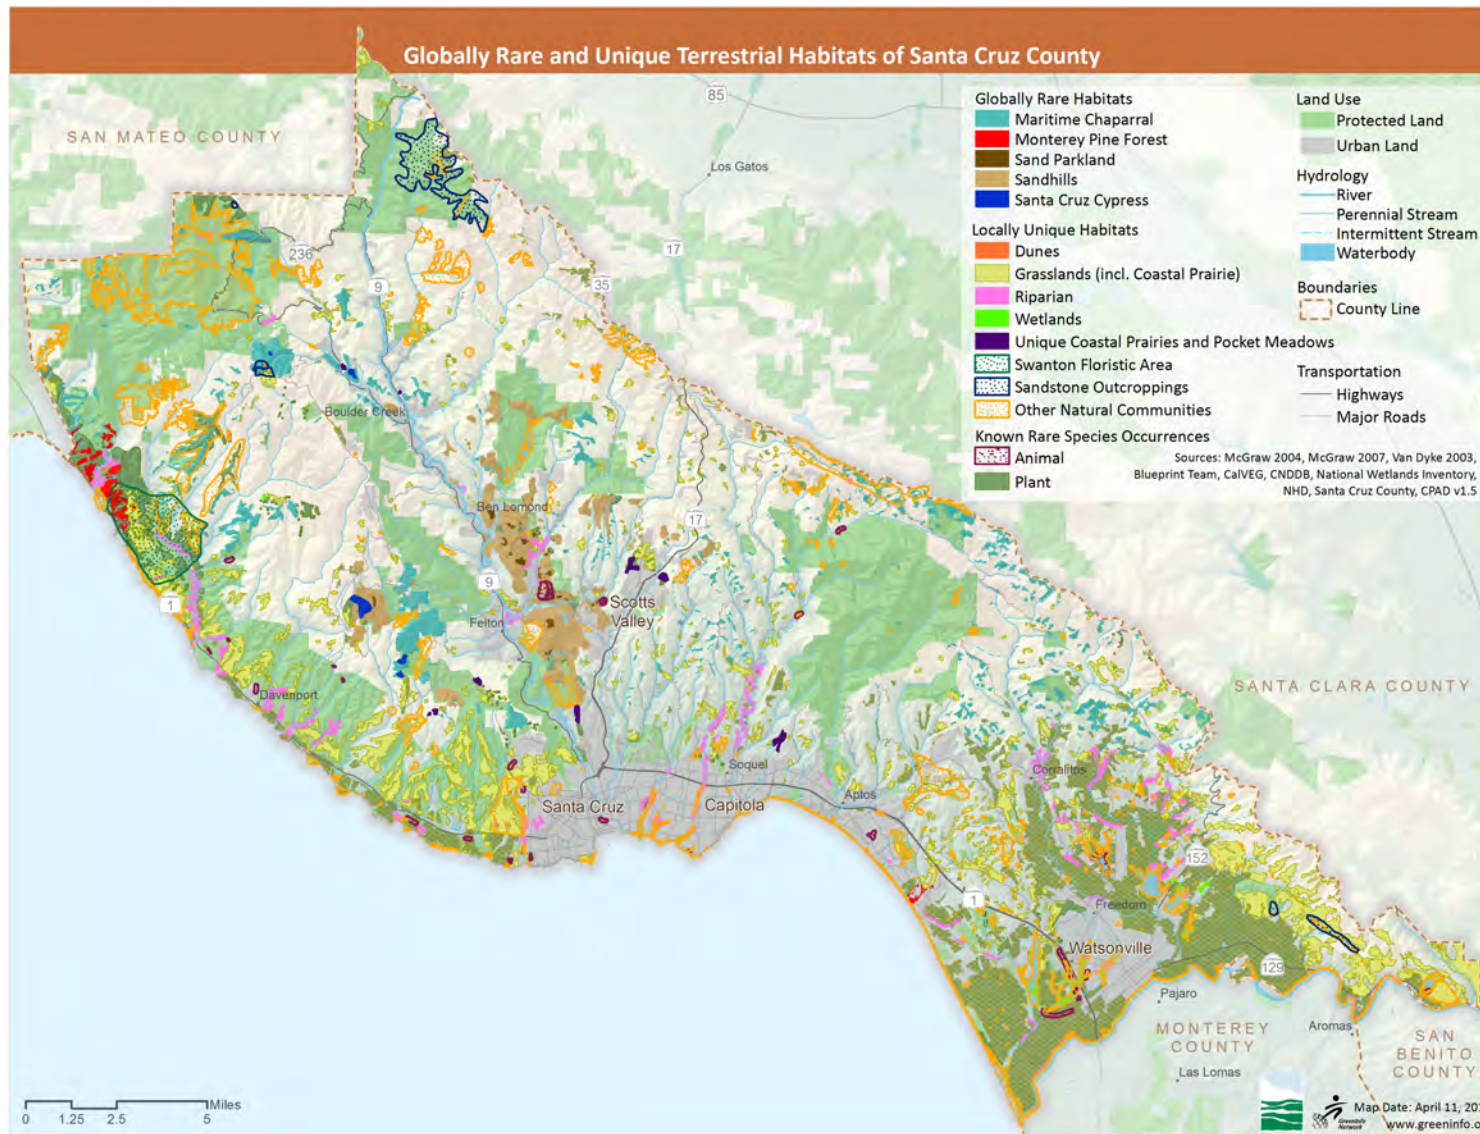 Globally Rare and Unique Terrestrial Habitats of Santa Cruz County
SAN MATEO COUNTY
85
Los Gatos
17
236
9
35
Boulder Creek
Ben Lomond
17
9
Scotts
Valley
Felton
1
Davenport
Santa Cruz
Capitola
Soquel
Aptos
Corralitos
152
1
Freedom
Watsonville
129
Pajaro
Aromas
Las Lomas
SANTA CLARA COUNTY
MONTEREY
COUNTY
SAN
BENITO
COUNTY
Globally Rare Habitats
Maritime Chaparral
Monterey Pine Forest
Sand Parkland
Sandhills
Santa Cruz Cypress
Locally Unique Habitats
Dunes
Grasslands (incl. Coastal Prairie)
Riparian
Wetlands
Unique Coastal Prairies and Pocket Meadows
Swanton Floristic Area
Sandstone Outcroppings
Other Natural Communities
Known Rare Species Occurrences
Animal
Plant
Land Use
Protected Land
Urban Land
Hydrology
River
Perennial Stream
Intermittent Stream
Waterbody
Boundaries
County Line
Transportation
Highways
Major Roads
Sources: McGraw 2004, McGraw 2007, Van Dyke 2003,
Blueprint Team, CalVEG, CNDDB, National Wetlands Inventory,
NHD, Santa Cruz County, CPAD v1.5
0 1.25 2.5 5 Miles
GreenInfo
Network
Map Date: April 11, 20
www.greeninfo.o